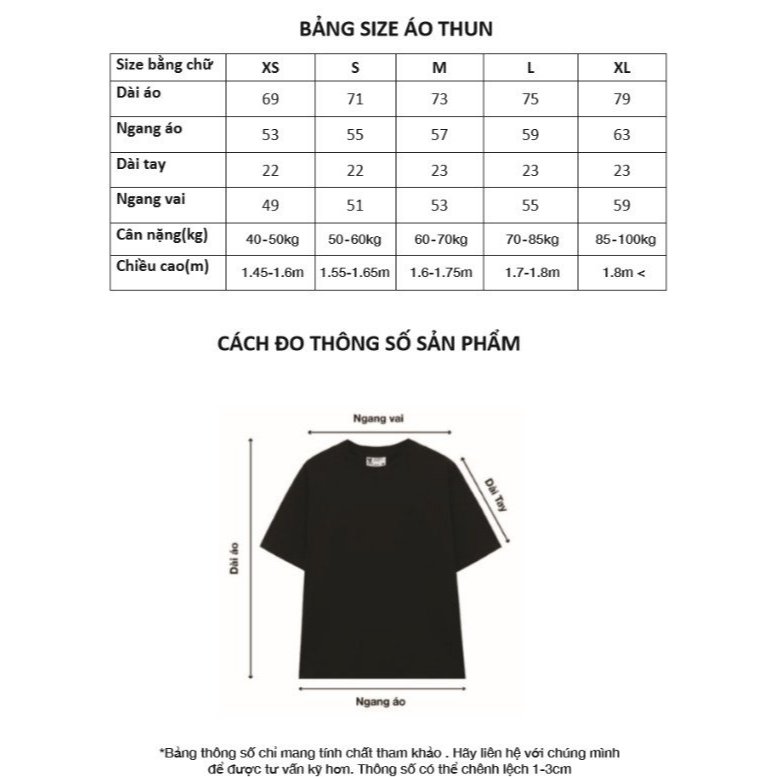 BẢNG SIZE ÁO THUN
Size bằng chữ XS S M L XL
Dài áo 69 71 73 75 79
Ngang áo 53 55 57 59 63
Dài tay 22 22 23 23 23
Ngang vai 49 51 53 55 59
Cân nặng(kg) 40-50kg 50-60kg 60-70kg 70-85kg 85-100kg
Chiều cao(m) 1.45-1.6m 1.55-1.65m 1.6-1.75m 1.7-1.8m 1.8m <
CÁCH ĐO THÔNG SỐ SẢN PHẨM
Ngang vai
Dài Tay
Dài áo
Ngang áo
*Bảng thông số chỉ mang tính chất tham khảo . Hãy liên hệ với chúng mình
để được tư vấn kỹ hơn. Thông số có thể chênh lệch 1-3cm